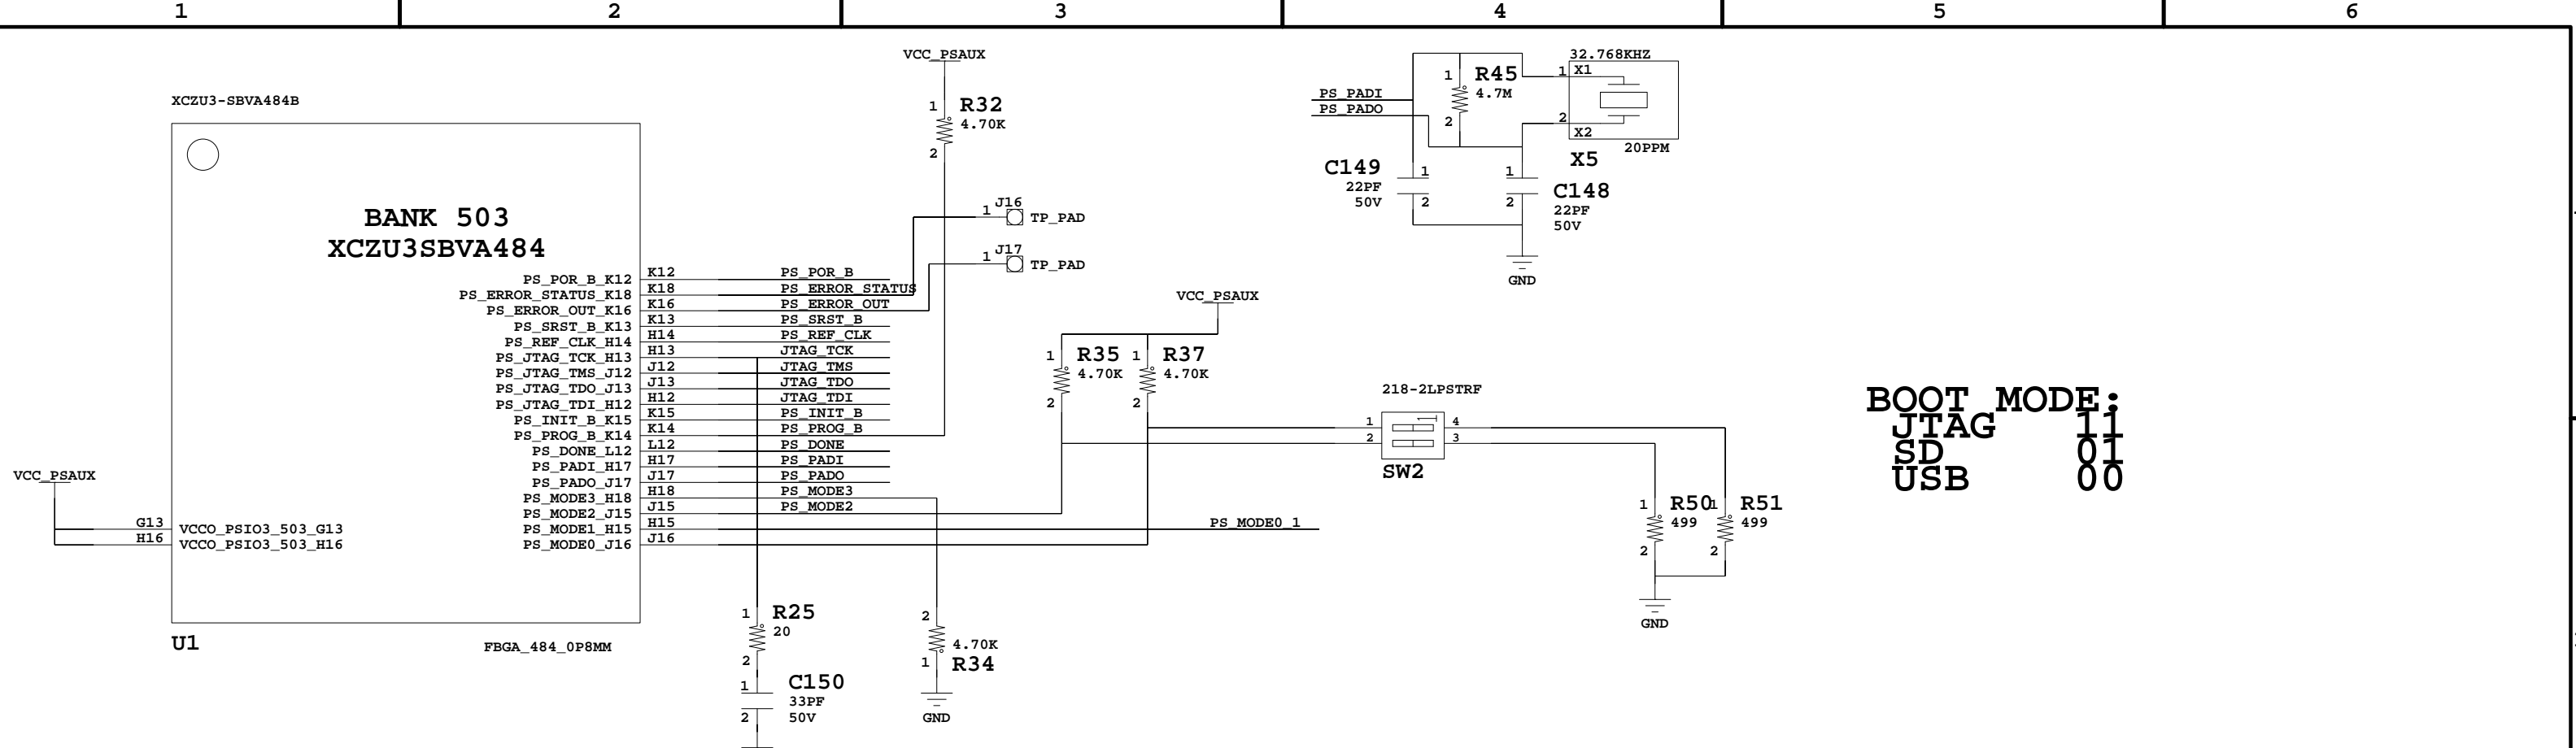 1 2 3 4 5 6
XCZU3-SBVA484B
BANK 503
XCZU3SBVA484
PS_POR_B_K12 K12 PS_POR_B
PS_ERROR_STATUS_K18 K18 PS_ERROR_STATUS
PS_ERROR_OUT_K16 K16 PS_ERROR_OUT
PS_SRST_B_K13 K13 PS_SRST_B
PS_REF_CLK_H14 H14 PS_REF_CLK
PS_JTAG_TCK_H13 H13 JTAG_TCK
PS_JTAG_TMS_J12 J12 JTAG_TMS
PS_JTAG_TDO_J13 J13 JTAG_TDO
PS_JTAG_TDI_H12 H12 JTAG_TDI
PS_INIT_B_K15 K15 PS_INIT_B
PS_PROG_B_K14 K14 PS_PROG_B
PS_DONE_L12 L12 PS_DONE
PS_PADI_H17 H17 PS_PADI
PS_PADO_J17 J17 PS_PADO
PS_MODE3_H18 H18 PS_MODE3
PS_MODE2_J15 J15 PS_MODE2
PS_MODE1_H15 H15 PS_MODE0_1
PS_MODE0_J16 J16
VCC_PSAUX
G13 VCCO_PSIO3_503_G13
H16 VCCO_PSIO3_503_H16
U1
FBGA_484_0P8MM
VCC_PSAUX
1 R32
4.70K
2
J16
1 TP_PAD
J17
1 TP_PAD
VCC_PSAUX
1 R35
4.70K
2
1 R37
4.70K
2
1 R25
20
2
1 C150
33PF
2 50V
2
4.70K
1 R34
GND
PS_PADI
PS_PADO
1 R45
4.7M
2
32.768KHZ
1 X1
2
X2
20PPM
X5
C149 1
22PF
50V 2
1 C148
22PF
2 50V
GND
218-2LPSTRF
1 4
2 3
1
SW2
1 R50
499
2
1 R51
499
2
GND
BOOT MODE:
JTAG 11
SD 01
USB 00